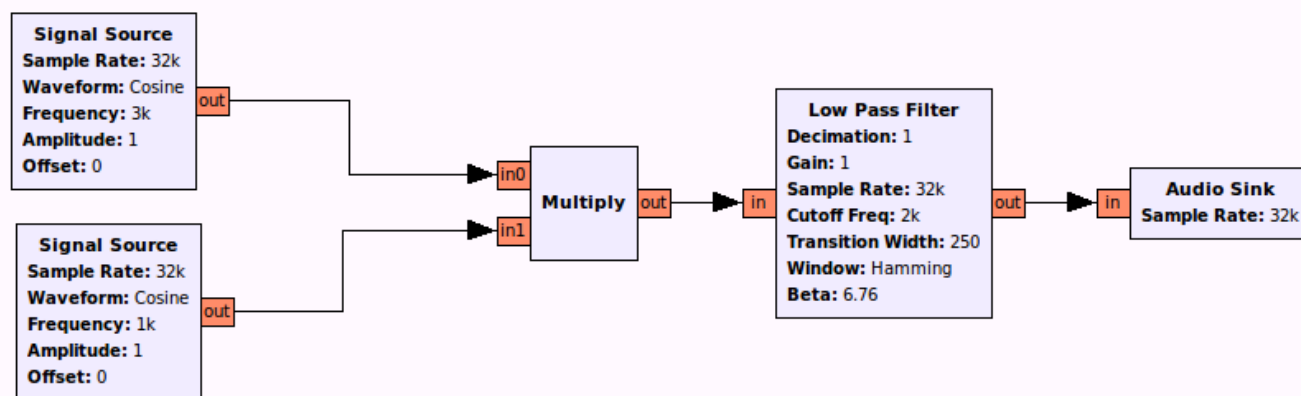 Signal Source
Sample Rate: 32k
Waveform: Cosine
Frequency: 3k
Amplitude: 1
Offset: 0
out
Signal Source
Sample Rate: 32k
Waveform: Cosine
Frequency: 1k
Amplitude: 1
Offset: 0
out
in0
in1
Multiply
out
in
Low Pass Filter
Decimation: 1
Gain: 1
Sample Rate: 32k
Cutoff Freq: 2k
Transition Width: 250
Window: Hamming
Beta: 6.76
out
in
Audio Sink
Sample Rate: 32k